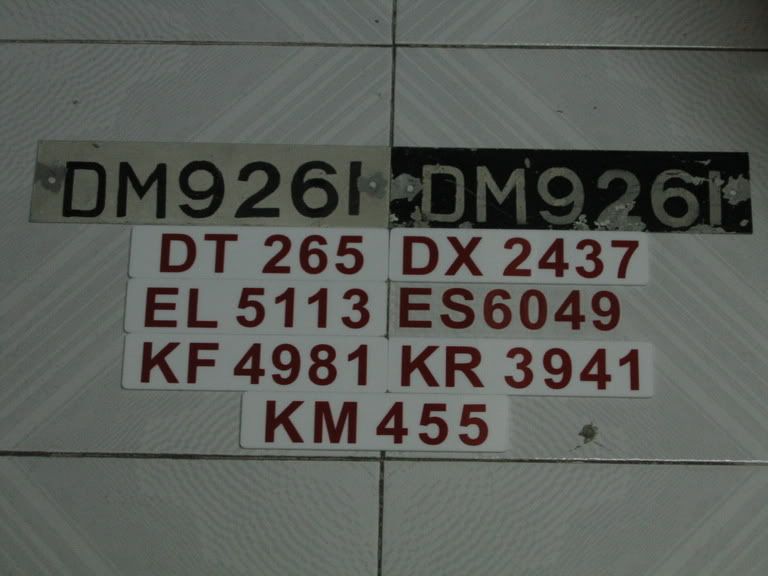 DM9261 DM9261
DT 265 DX 2437
EL 5113 ES6049
KF 4981 KR 3941
KM 455